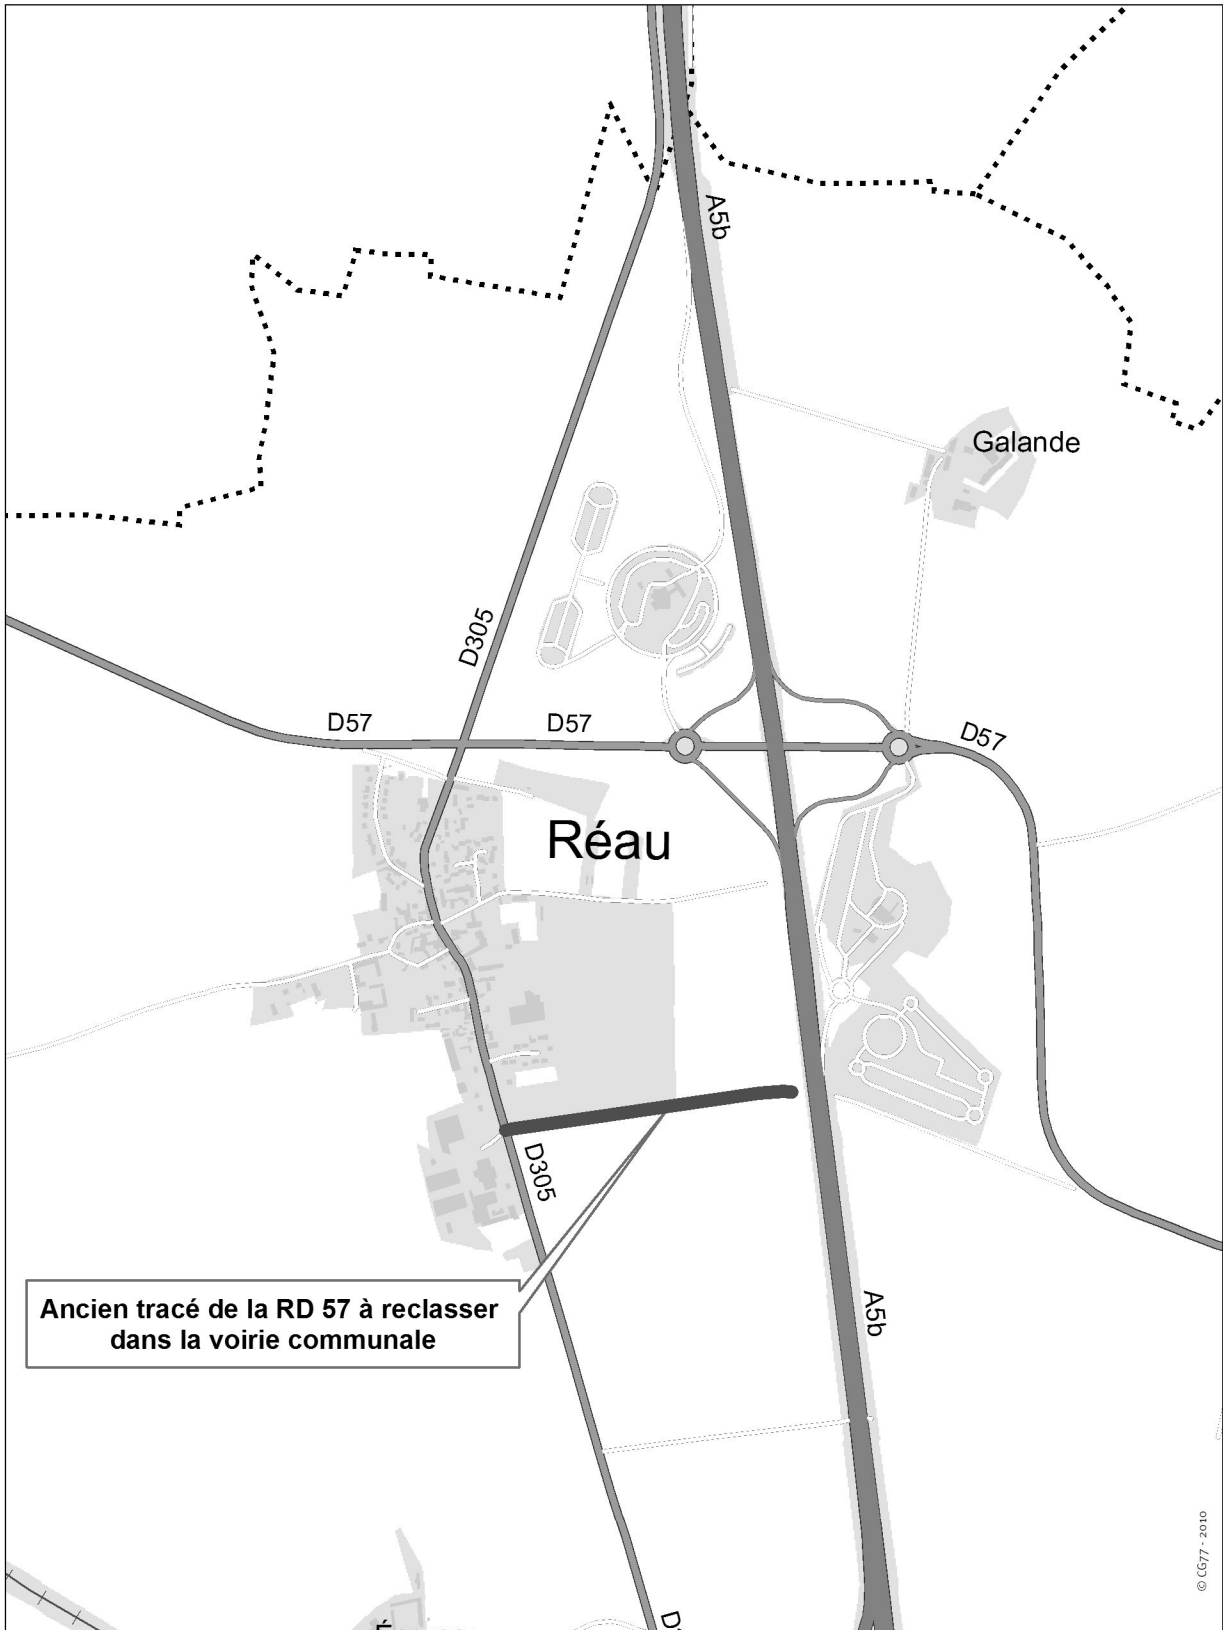 A5b
Galande
D305
D57
D57
D57
Réau
D305
Ancien tracé de la RD 57 à reclasser
dans la voirie communale
A5b
© CG77 - 2010